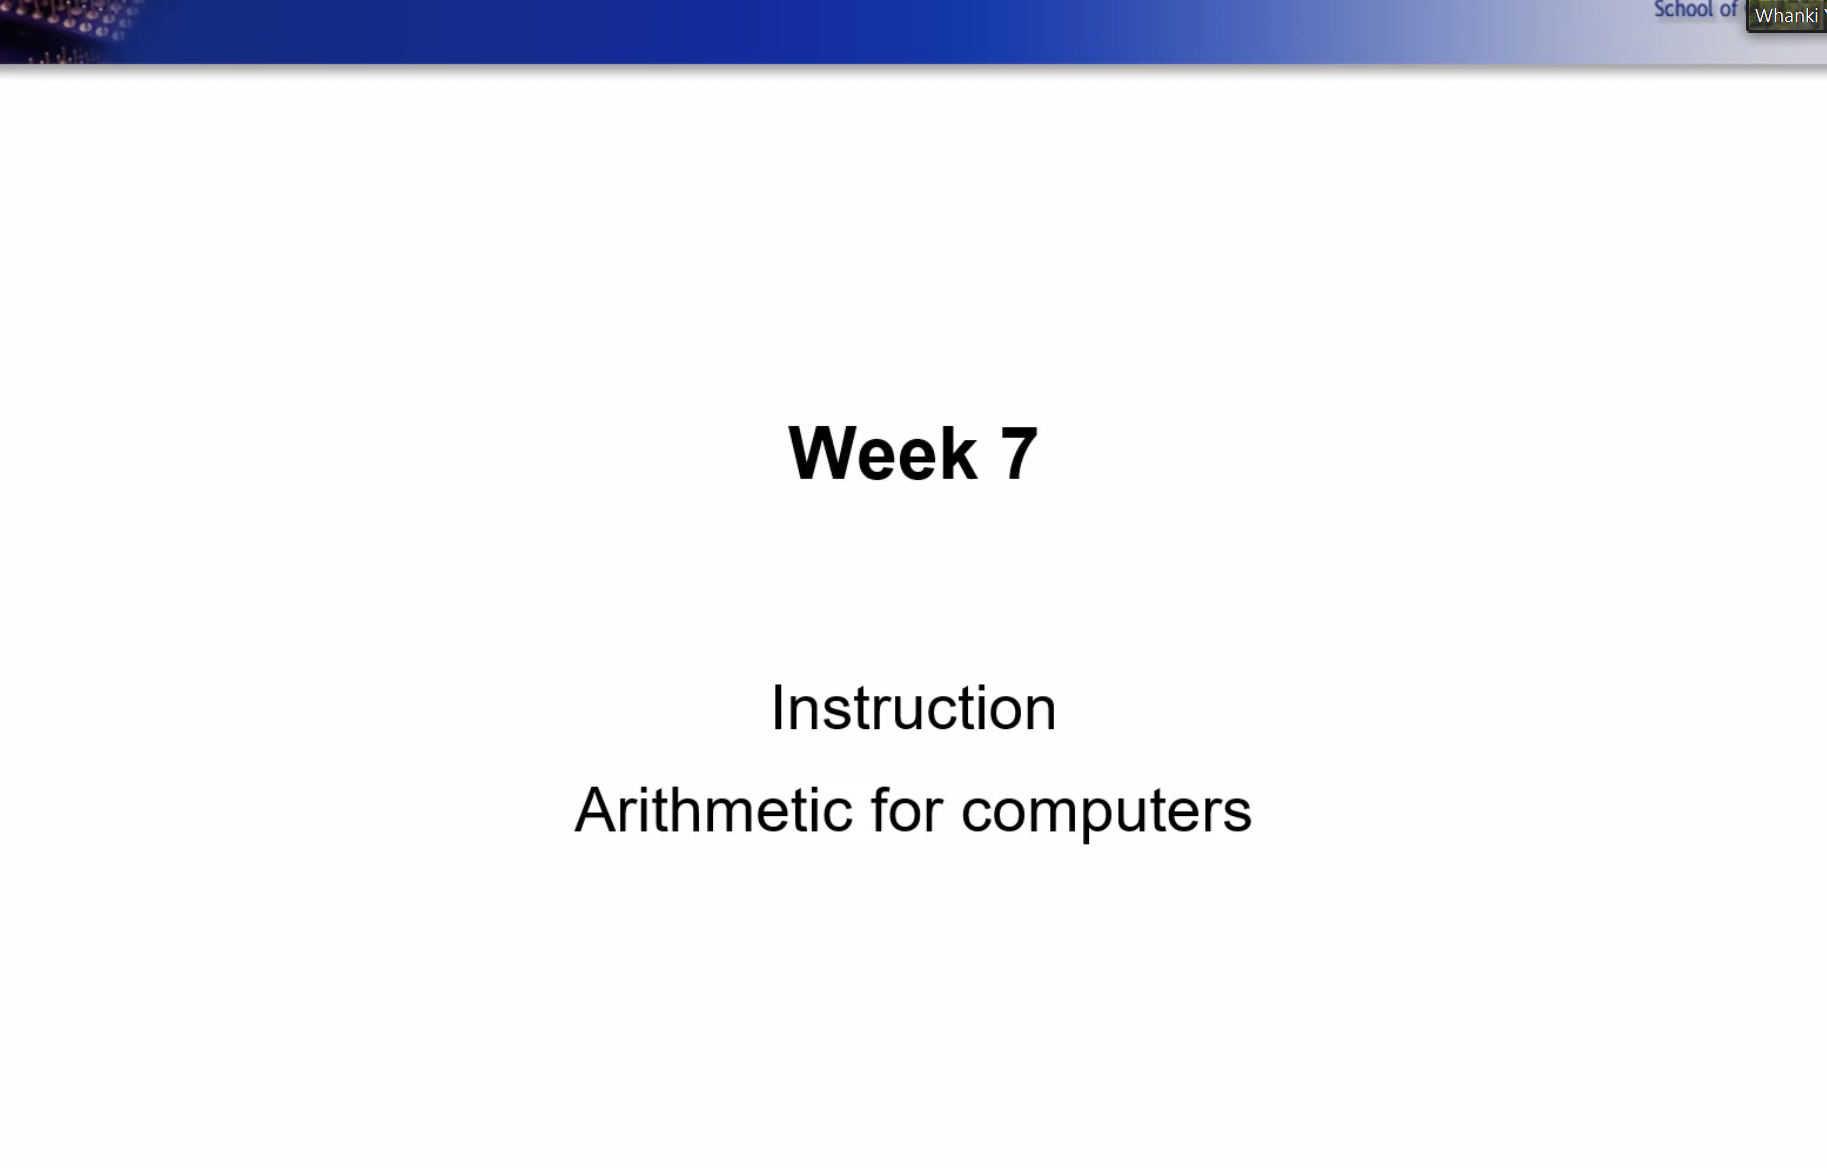 School of
Whanki
Week 7
Instruction
Arithmetic for computers